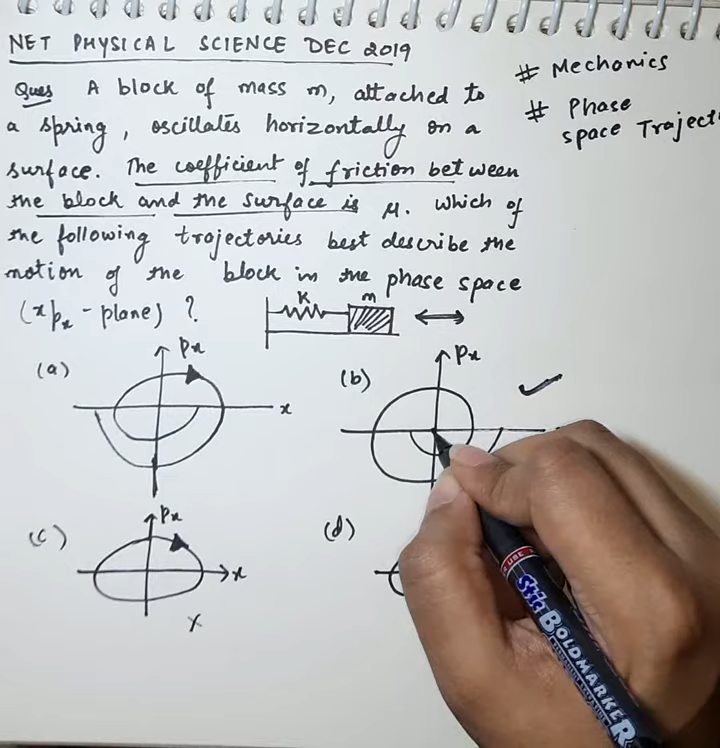 NET PHYSICAL SCIENCE DEC 2019
# Mechanics
# Phase
space Traject
Ques A block of mass m, attached to
a spring, oscillates horizontally on a
surface. The coefficient of friction between
the block and the surface is μ. which of
the following trajectories best describe the
motion of the block in the phase space
(xpx - plane) ?
K
m
(a)
px
x
(b)
px
(c)
px
x
(d)
STIC BOLDMARKER